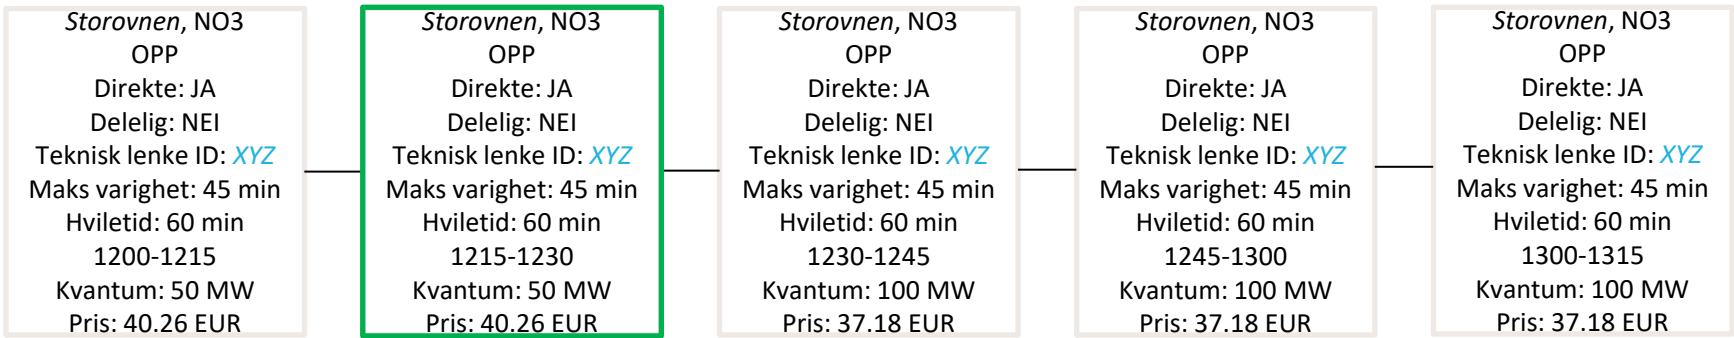 Storovnen, NO3
OPP
Direkte: JA
Delelig: NEI
Teknisk lenke ID: XYZ
Maks varighet: 45 min
Hviletid: 60 min
1200-1215
Kvantum: 50 MW
Pris: 40.26 EUR
Storovnen, NO3
OPP
Direkte: JA
Delelig: NEI
Teknisk lenke ID: XYZ
Maks varighet: 45 min
Hviletid: 60 min
1215-1230
Kvantum: 50 MW
Pris: 40.26 EUR
Storovnen, NO3
OPP
Direkte: JA
Delelig: NEI
Teknisk lenke ID: XYZ
Maks varighet: 45 min
Hviletid: 60 min
1230-1245
Kvantum: 100 MW
Pris: 37.18 EUR
Storovnen, NO3
OPP
Direkte: JA
Delelig: NEI
Teknisk lenke ID: XYZ
Maks varighet: 45 min
Hviletid: 60 min
1245-1300
Kvantum: 100 MW
Pris: 37.18 EUR
Storovnen, NO3
OPP
Direkte: JA
Delelig: NEI
Teknisk lenke ID: XYZ
Maks varighet: 45 min
Hviletid: 60 min
1300-1315
Kvantum: 100 MW
Pris: 37.18 EUR